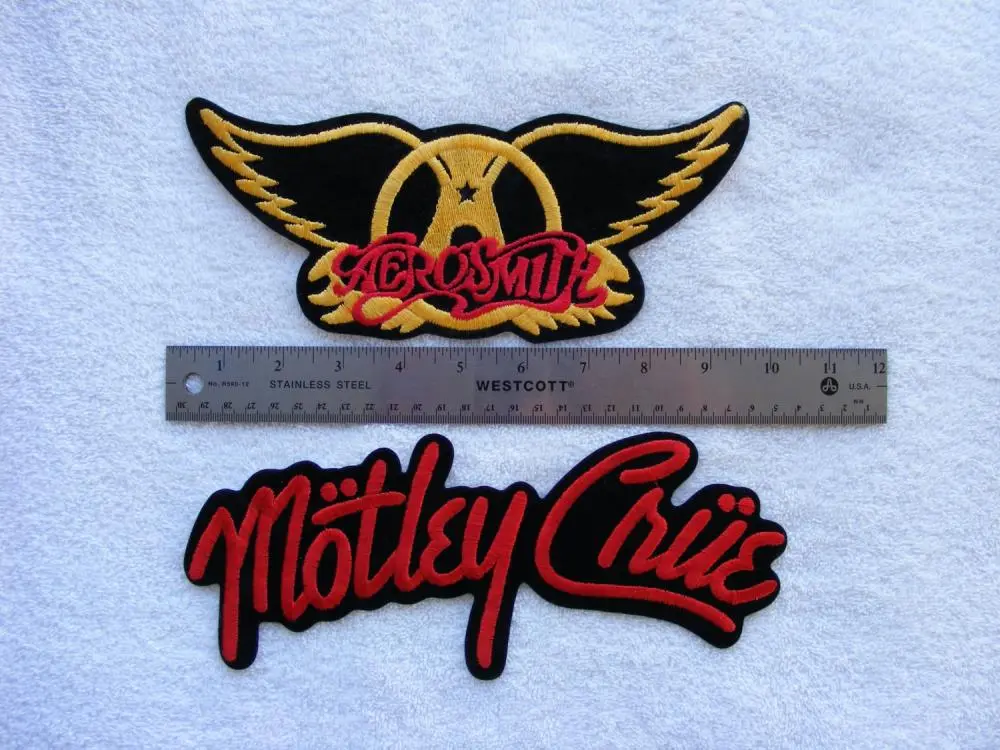 A
AEROSMITH
1 2 3 4 5 6 7 8 9 10 11 12
No. R590-12 STAINLESS STEEL WESTCOTT® U.S.A.
30 29 28 27 26 25 24 23 22 21 20 19 18 17 16 15 14 13 12 11 10 9 8 7 6 5 4 3 2 1
Mötley Crüe